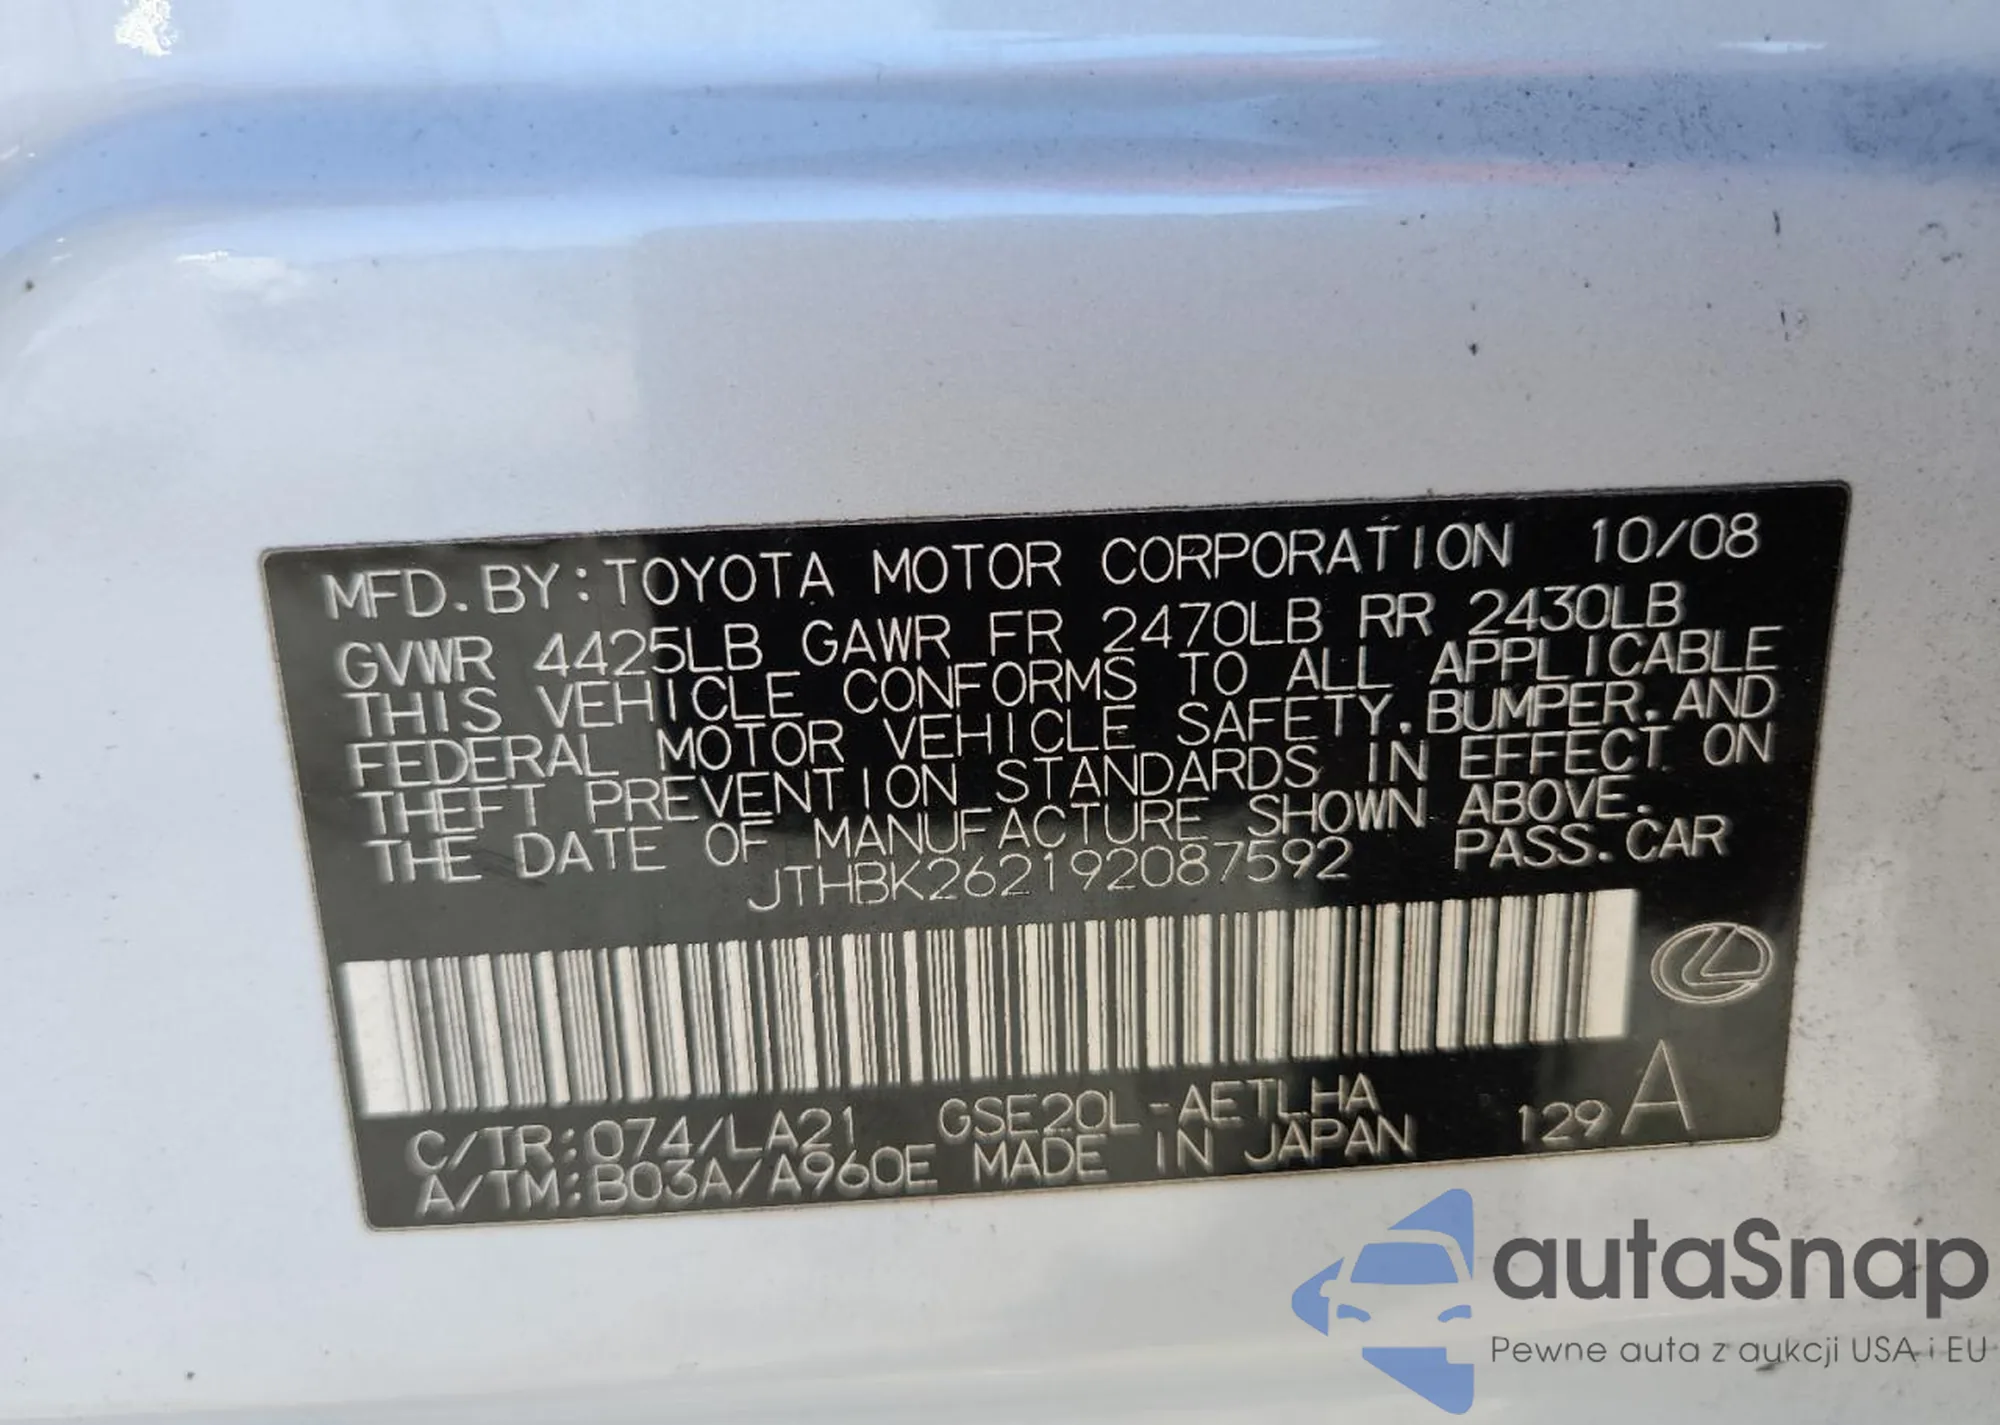 MFD. BY: TOYOTA MOTOR CORPORATION 10/08
GVWR 4425LB GAWR FR 2470LB RR 2430LB
THIS VEHICLE CONFORMS TO ALL APPLICABLE
FEDERAL MOTOR VEHICLE SAFETY. BUMPER. AND
THEFT PREVENTION STANDARDS IN EFFECT ON
THE DATE OF MANUFACTURE SHOWN ABOVE.
JTHBK262192087592 PASS. CAR
C/TR: 074/LA21 GSE20L-AETLHA
A/TM: B03A/A960E MADE IN JAPAN 129 A
autaSnap
Pewne auta z aukcji USA i EU